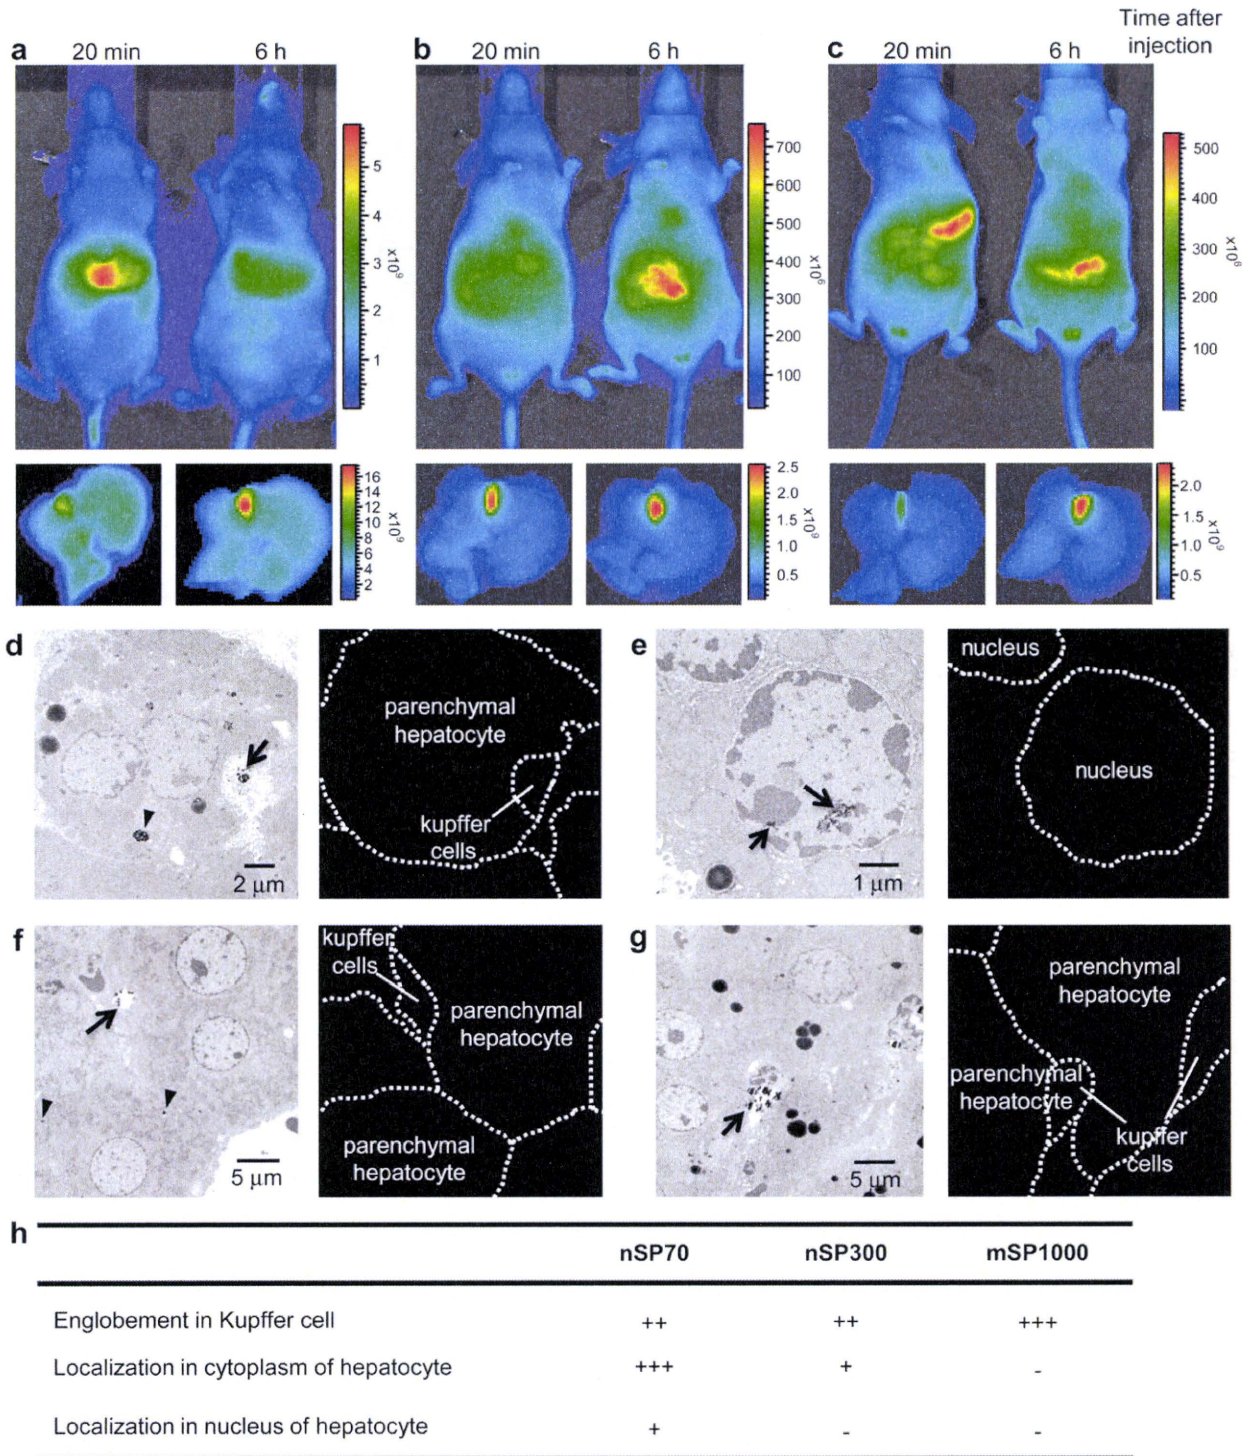 Time after
injection
a 20 min 6 h
b 20 min 6 h
c 20 min 6 h
5
4
3
2
1
x10⁹
700
600
500
400
300
200
100
x10⁶
500
400
300
200
100
x10⁶
16
14
12
10
8
6
4
2
x10⁹
2.5
2.0
1.5
1.0
0.5
x10⁹
2.0
1.5
1.0
0.5
x10⁹
d
2 μm
parenchymal
hepatocyte
kupffer
cells
e
1 μm
nucleus
nucleus
f
5 μm
kupffer
cells
parenchymal
hepatocyte
parenchymal
hepatocyte
g
5 μm
parenchymal
hepatocyte
parenchymal
hepatocyte
kupffer
cells
h
nSP70 nSP300 mSP1000
Englobement in Kupffer cell ++ ++ +++
Localization in cytoplasm of hepatocyte +++ + -
Localization in nucleus of hepatocyte + - -